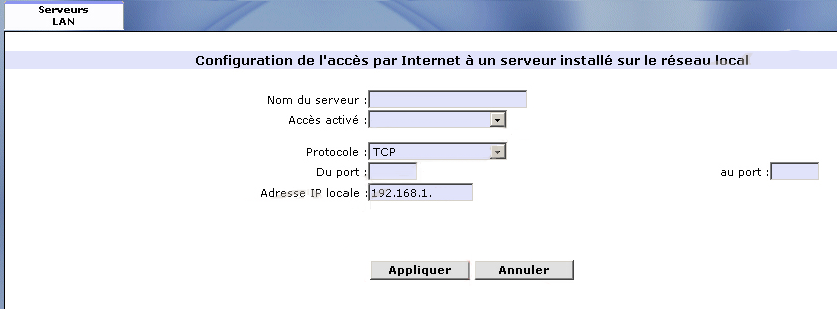 Serveurs
LAN
Configuration de l'accès par Internet à un serveur installé sur le réseau local
Nom du serveur :
Accès activé :
Protocole : TCP
Du port : au port :
Adresse IP locale : 192.168.1.
Appliquer Annuler